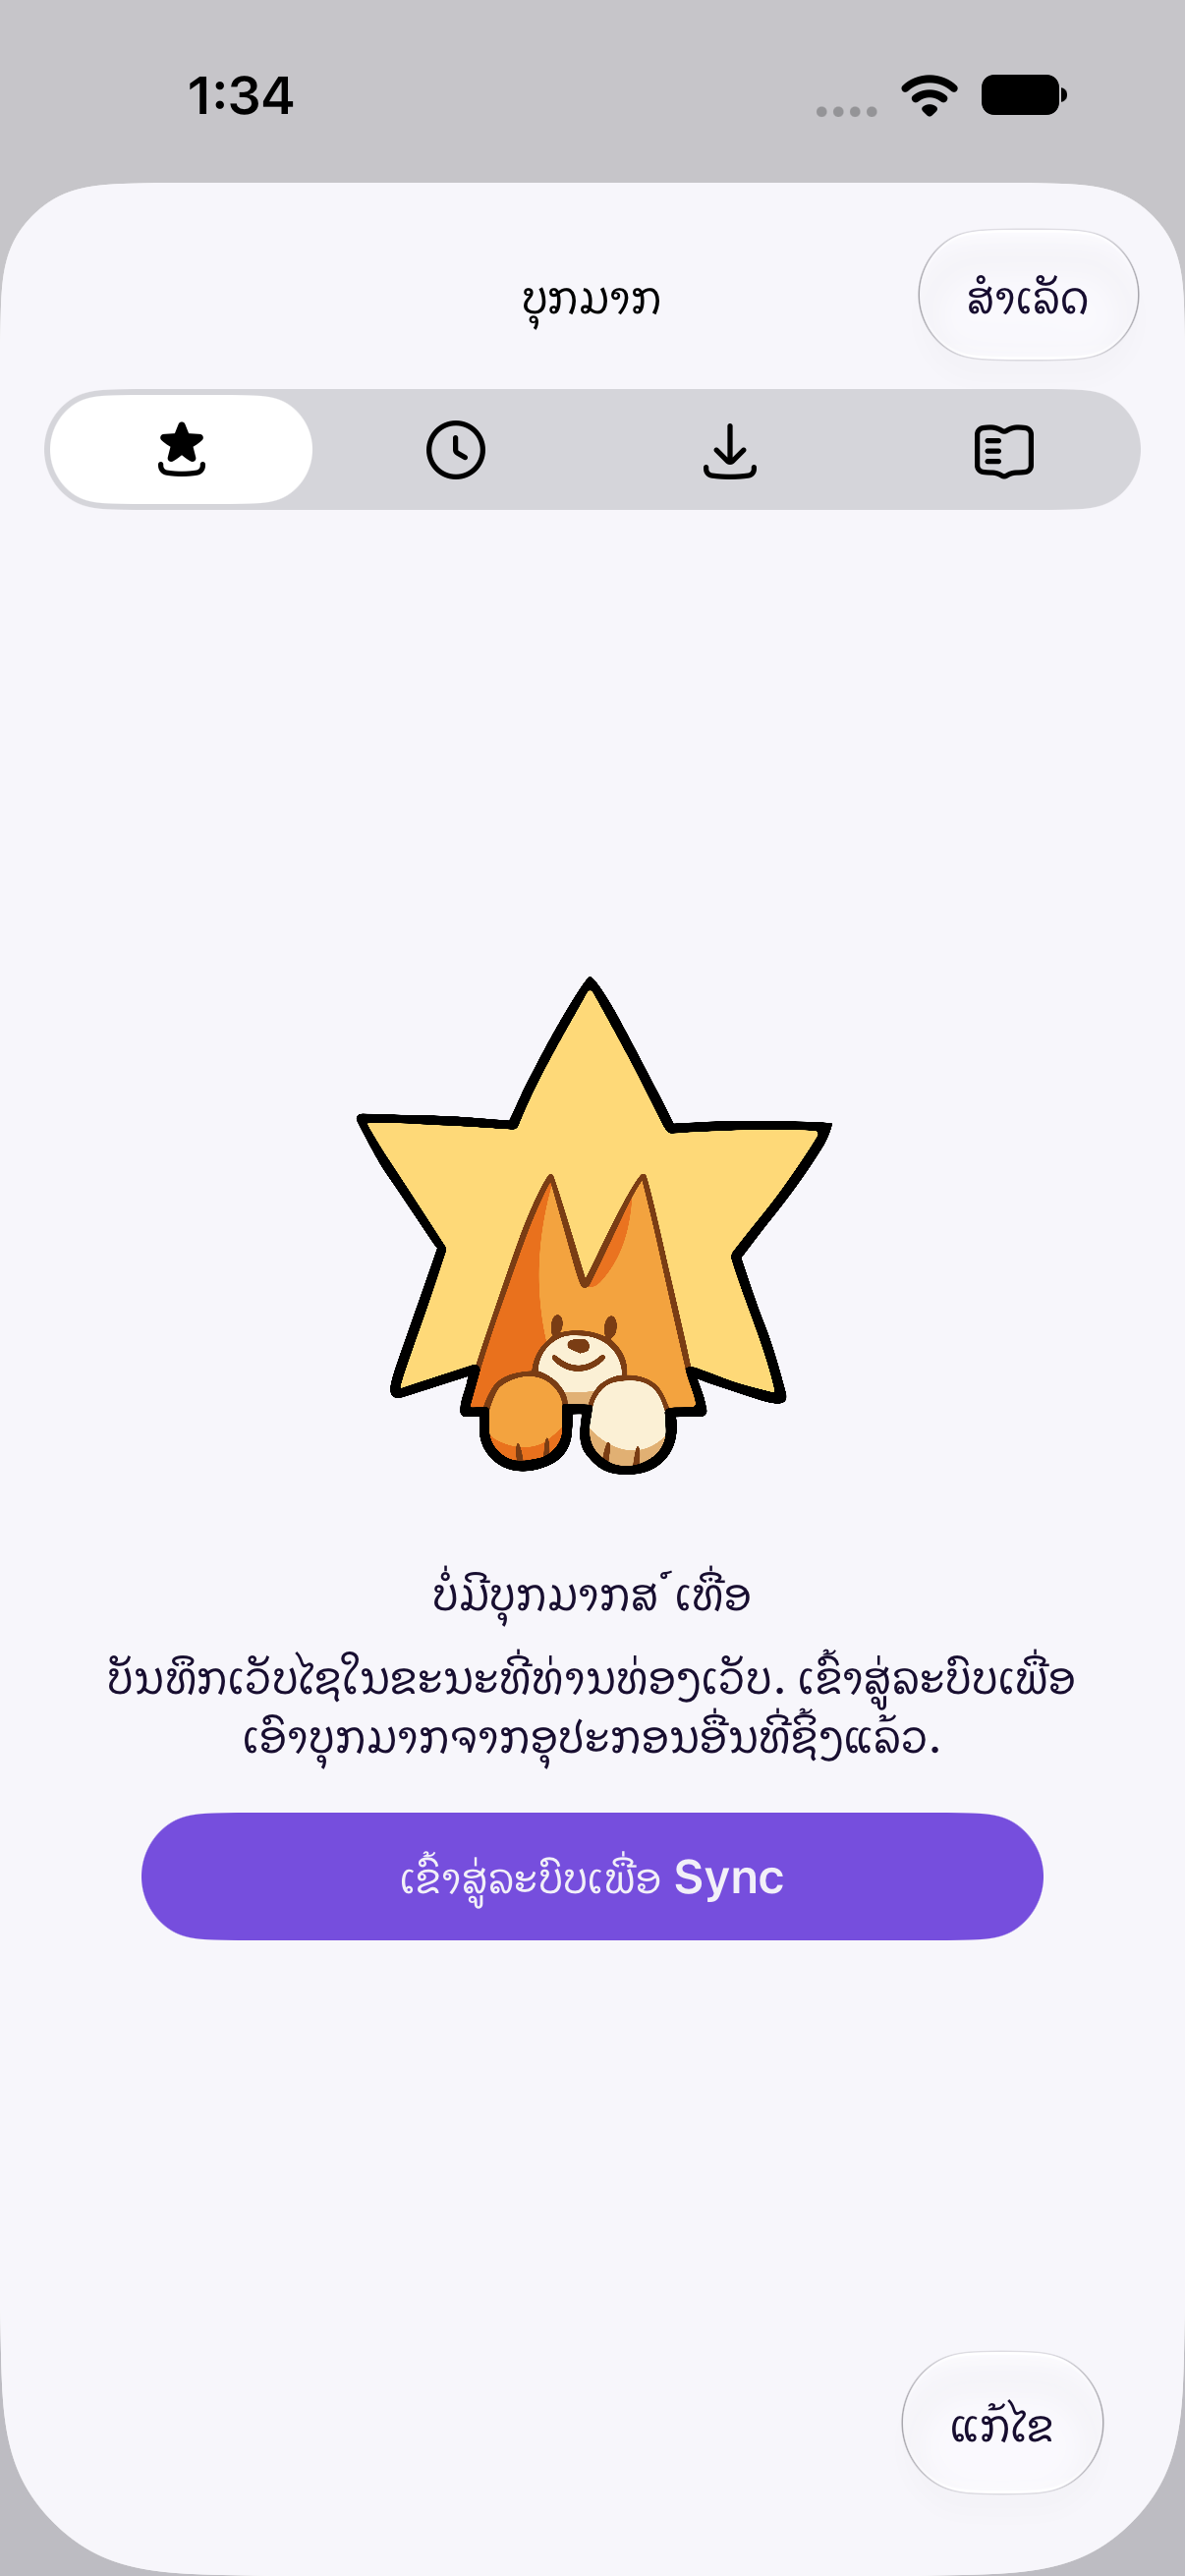 1:34
ບຸກມາກ
ສຳເລັດ
ບໍ່ມີບຸກມາກສ໌ເທື່ອ
ບັນທຶກເວັບໄຊໃນຂະນະທີ່ທ່ານທ່ອງເວັບ. ເຂົ້າສູ່ລະບົບເພື່ອ
ເອົາບຸກມາກຈາກອຸປະກອນອື່ນທີ່ຊິ້ງແລ້ວ.
ເຂົ້າສູ່ລະບົບເພື່ອ Sync
ແກ້ໄຂ